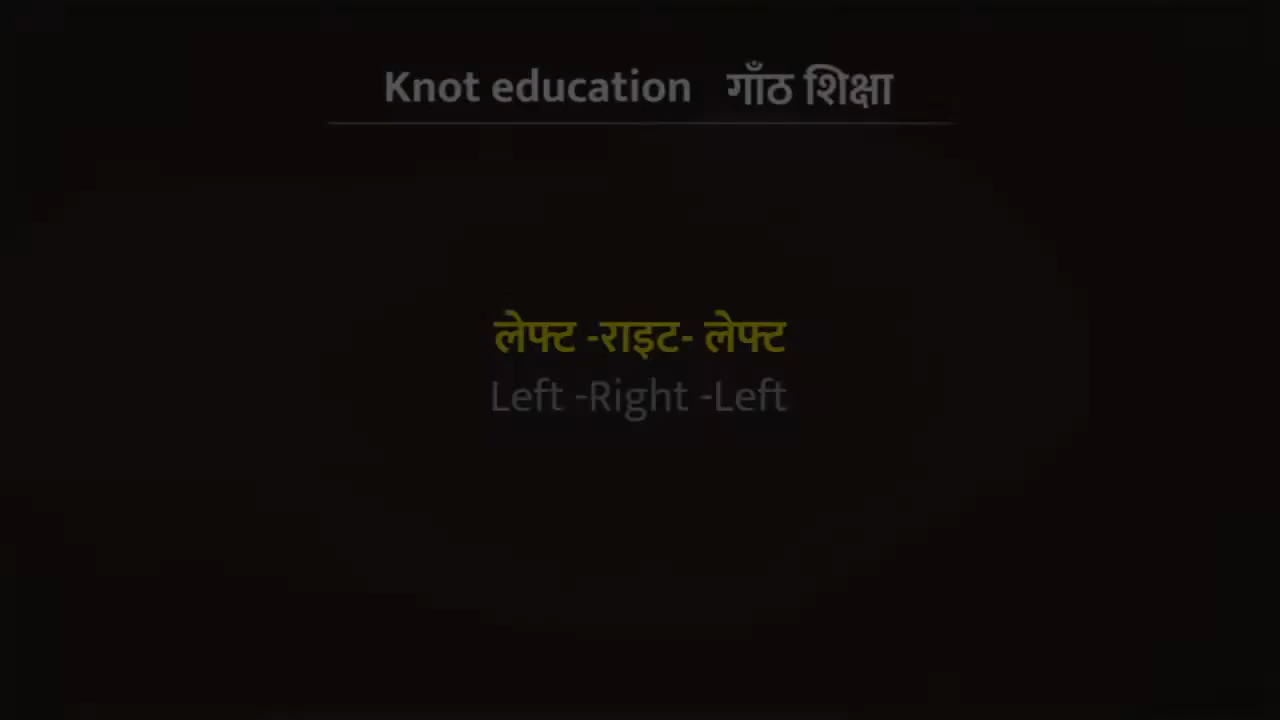 Knot education गाँठ शिक्षा
लेफ्ट -राइट- लेफ्ट
Left -Right -Left